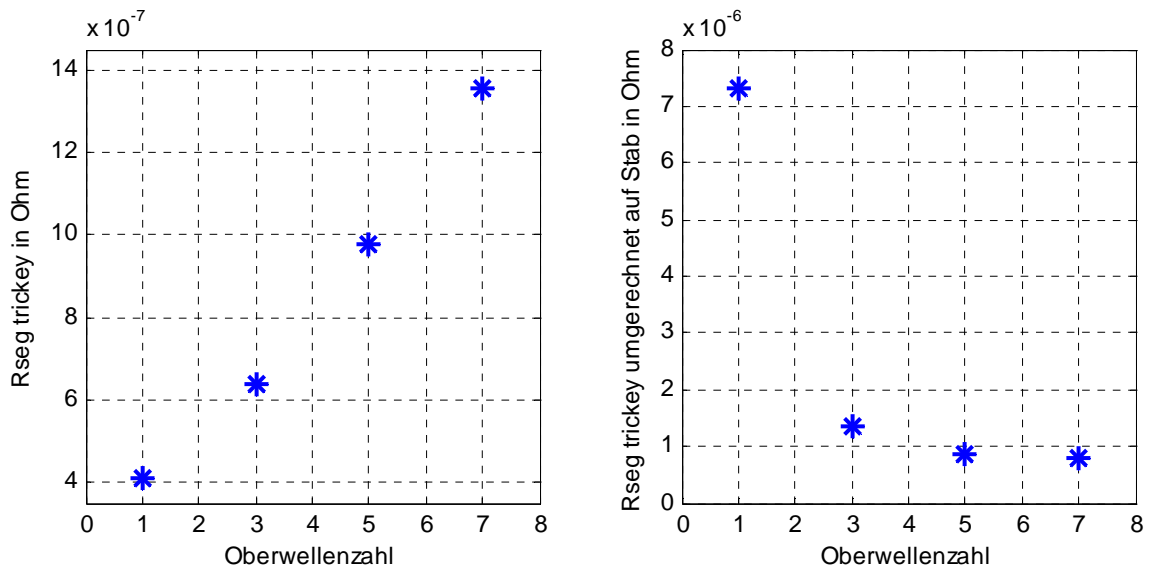 x 10-7
14
12
10
8
6
4
0 1 2 3 4 5 6 7 8
Oberwellenzahl
Rseg trickey in Ohm
x 10-6
8
7
6
5
4
3
2
1
0
0 1 2 3 4 5 6 7 8
Oberwellenzahl
Rseg trickey umgerechnet auf Stab in Ohm